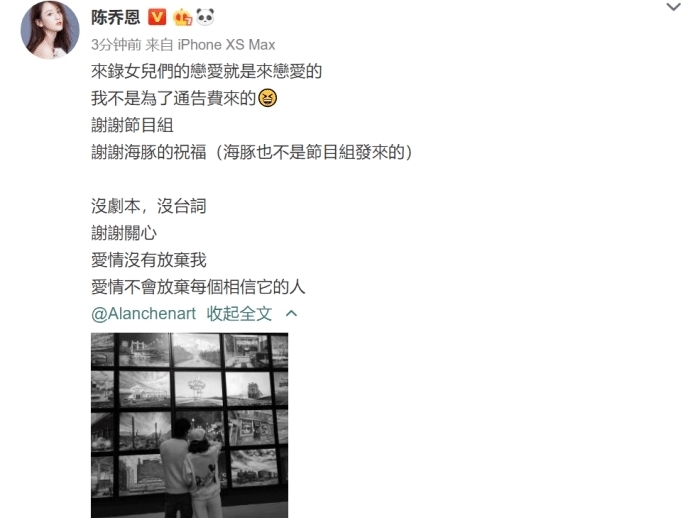 陈乔恩
3分钟前 来自 iPhone XS Max
來錄女兒們的戀愛就是來戀愛的
我不是為了通告費來的
謝謝節目組
謝謝海豚的祝福（海豚也不是節目組發來的）
沒劇本，沒台詞
謝謝關心
愛情沒有放棄我
愛情不會放棄每個相信它的人
@Alanchenart 收起全文